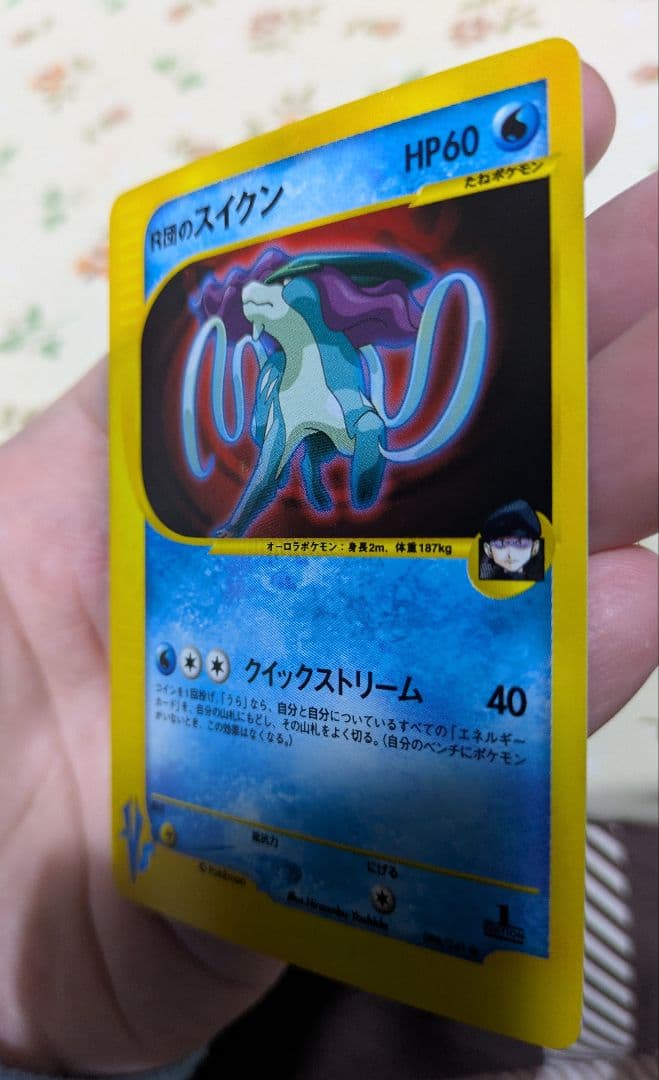 R団のスイクン HP60
たねポケモン
オーロラポケモン：身長2m、体重187kg
クイックストリーム 40
コインを1回投げ、「うら」なら、自分と自分についているすべての「エネルギー
カード」を、自分の山札にもどし、その山札をよく切る。（自分のベンチにポケモン
がいないとき、この効果はなくなる。）
抵抗力
にげる
Illus. Hironobu Yoshida
1
EDITION